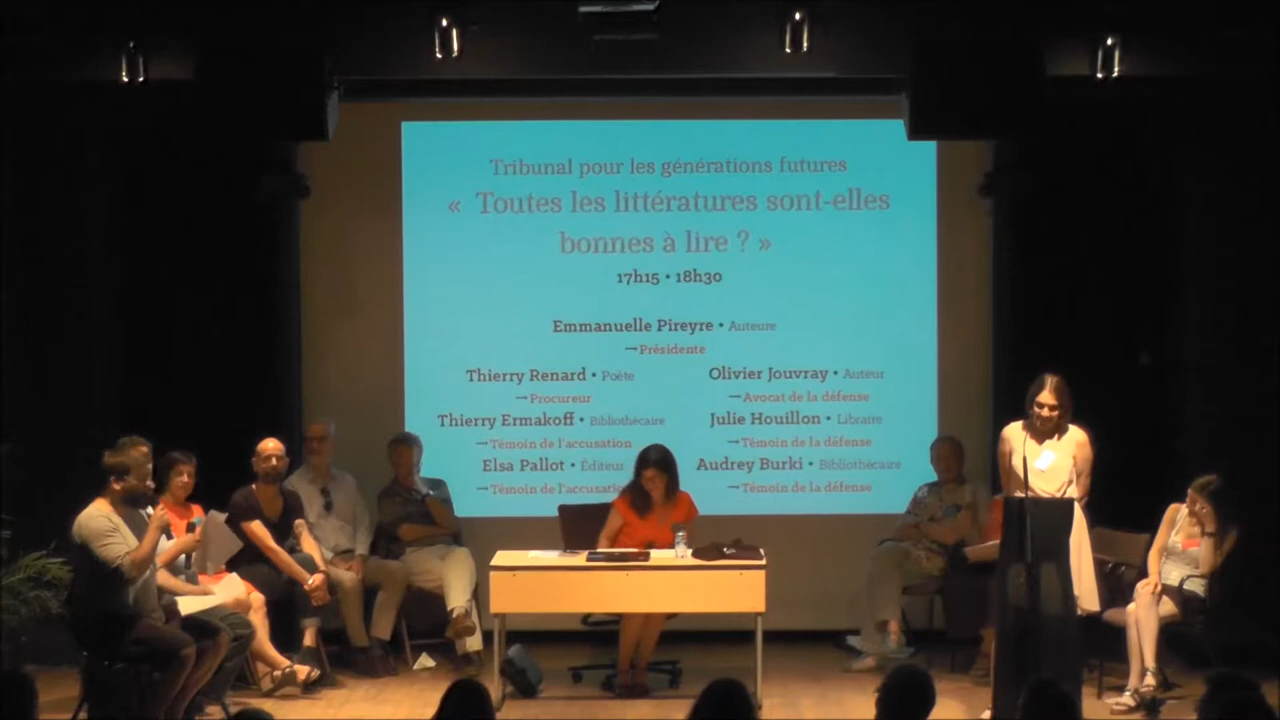 Tribunal pour les générations futures
« Toutes les littératures sont-elles
bonnes à lire ? »
17h15 • 18h30
Emmanuelle Pireyre • Auteure
→Présidente
Thierry Renard • Poète
→Procureur
Thierry Ermakoff • Bibliothécaire
→Témoin de l'accusation
Elsa Pallot • Éditeur
→Témoin de l'accusatio
Olivier Jouvray • Auteur
→Avocat de la défense
Julie Houillon • Libraire
→Témoin de la défense
Audrey Burki • Bibliothécaire
→Témoin de la défense